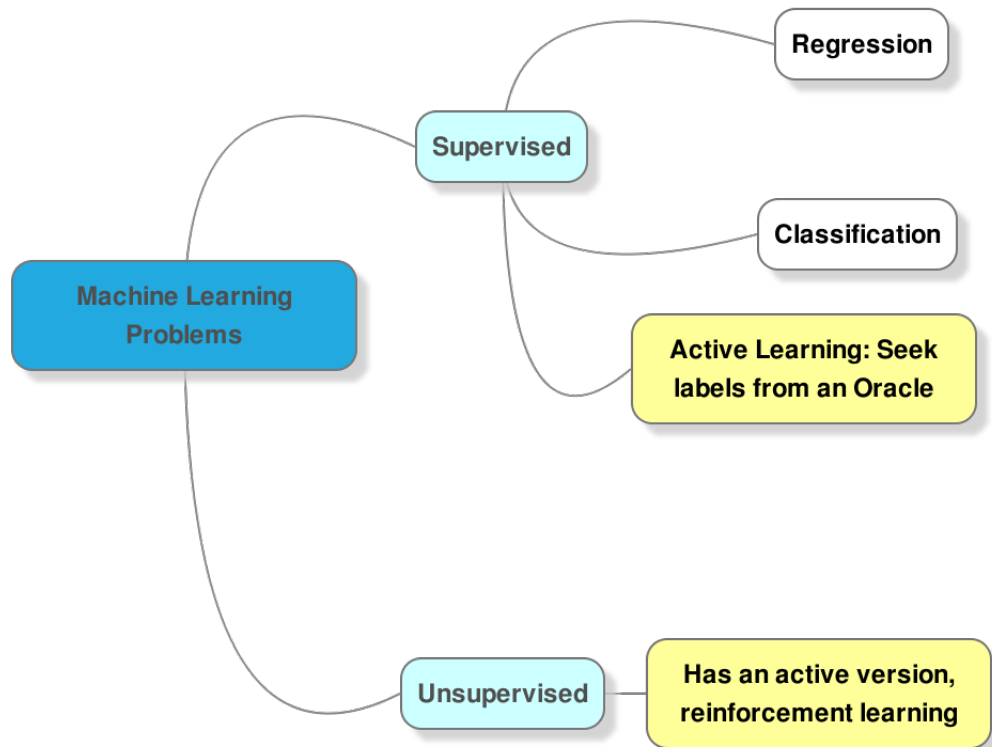 Regression
Supervised
Classification
Machine Learning
Problems
Active Learning: Seek
labels from an Oracle
Unsupervised
Has an active version,
reinforcement learning